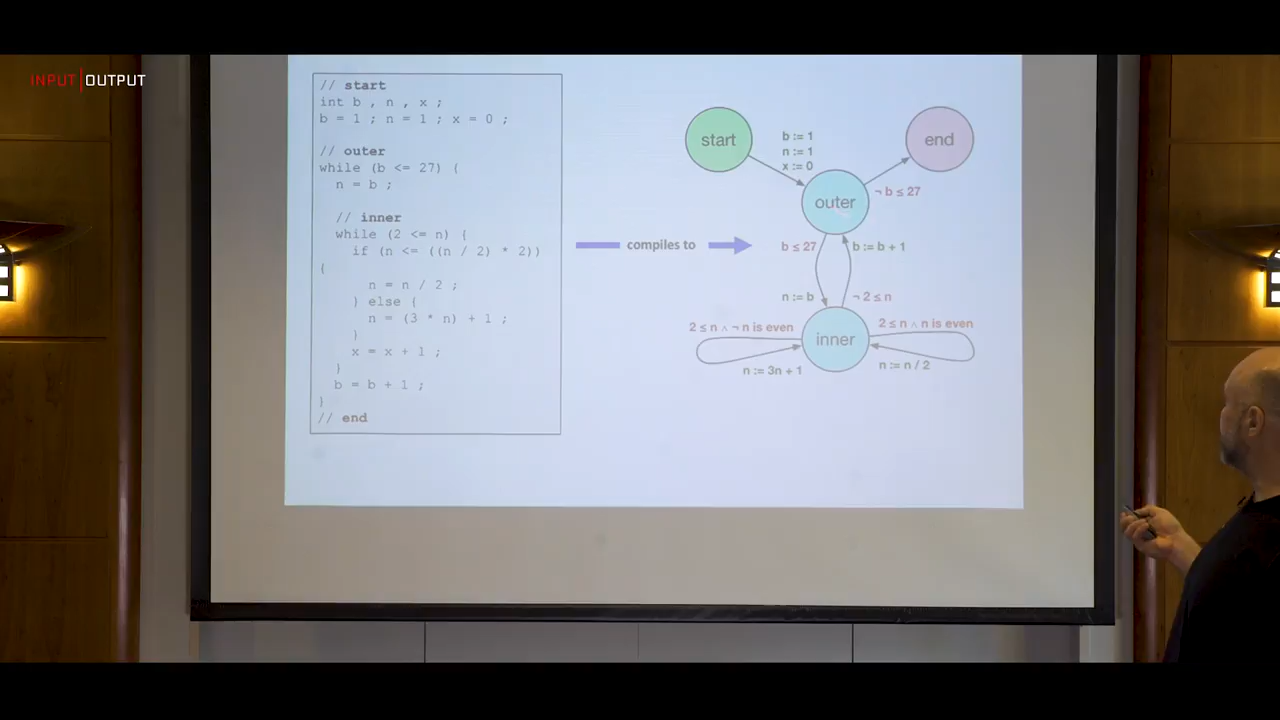 INPUT|OUTPUT
// start
int b , n , x ;
b = 1 ; n = 1 ; x = 0 ;
// outer
while (b <= 27) {
n = b ;
// inner
while (2 <= n) {
if (n <= ((n / 2) * 2))
{
n = n / 2 ;
} else {
n = (3 * n) + 1 ;
}
x = x + 1 ;
}
b = b + 1 ;
}
// end
compiles to
start
b := 1
n := 1
x := 0
end
outer
¬ b ≤ 27
b ≤ 27
b := b + 1
n := b
¬ 2 ≤ n
2 ≤ n ∧ ¬ n is even
inner
2 ≤ n ∧ n is even
n := 3n + 1
n := n / 2